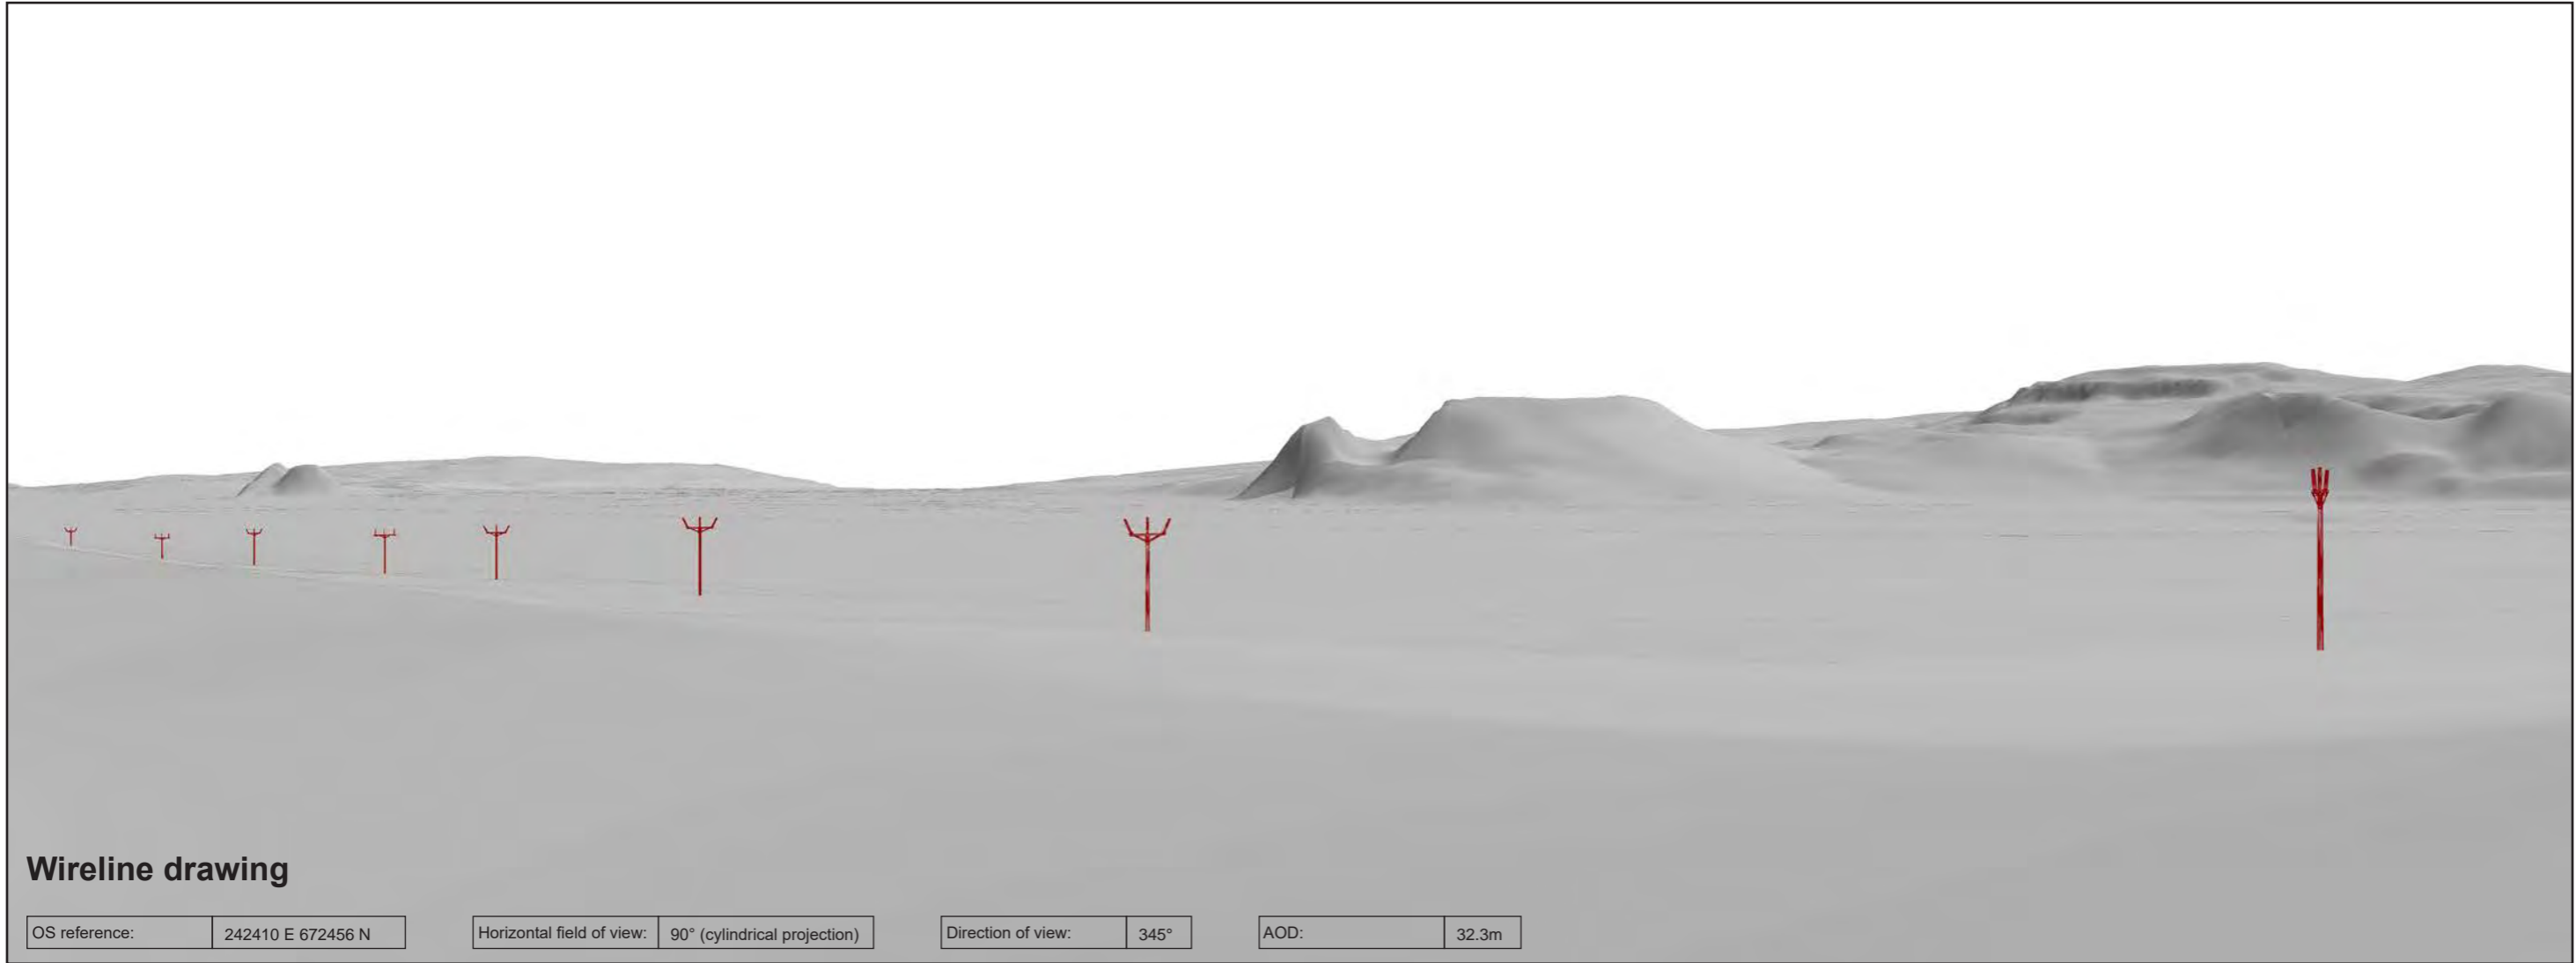 Wireline drawing
OS reference: 242410 E 672456 N Horizontal field of view: 90° (cylindrical projection) Direction of view: 345° AOD: 32.3m